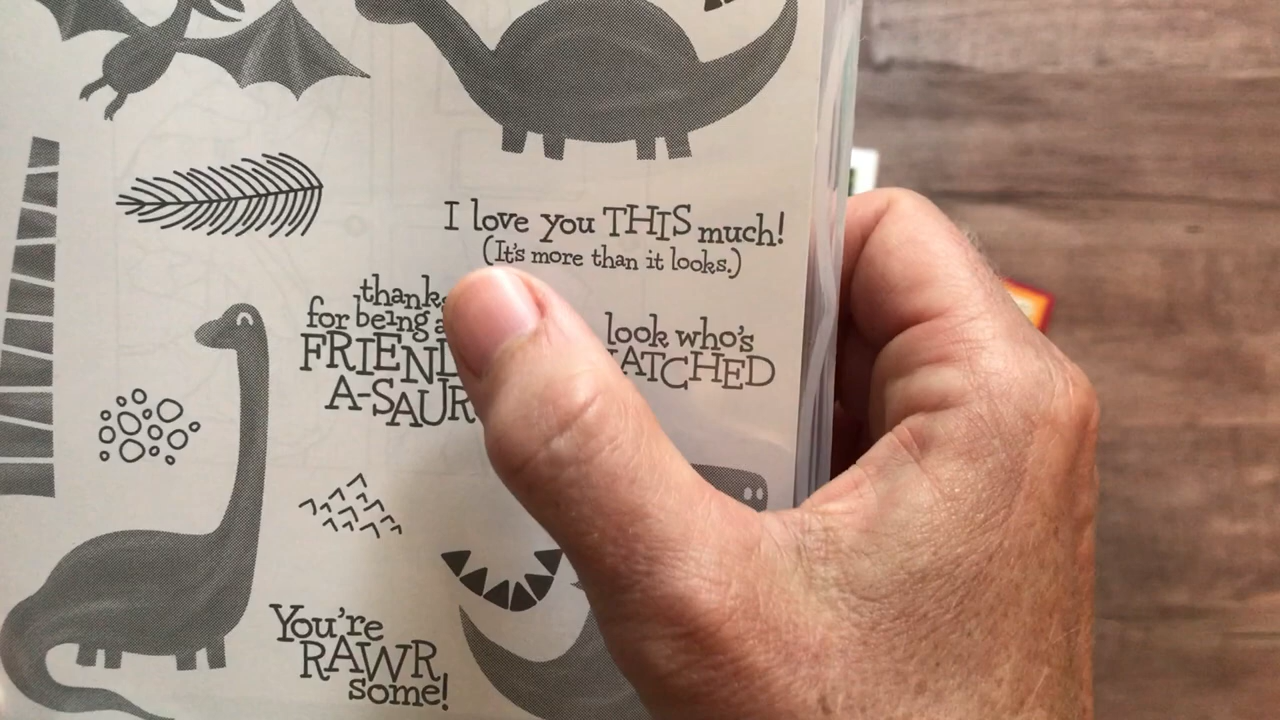 I love you THIS much!
(It's more than it looks.)
thanks
for being a
FRIEND
A-SAUR
look who's
HATCHED
You're
RAWR
some!